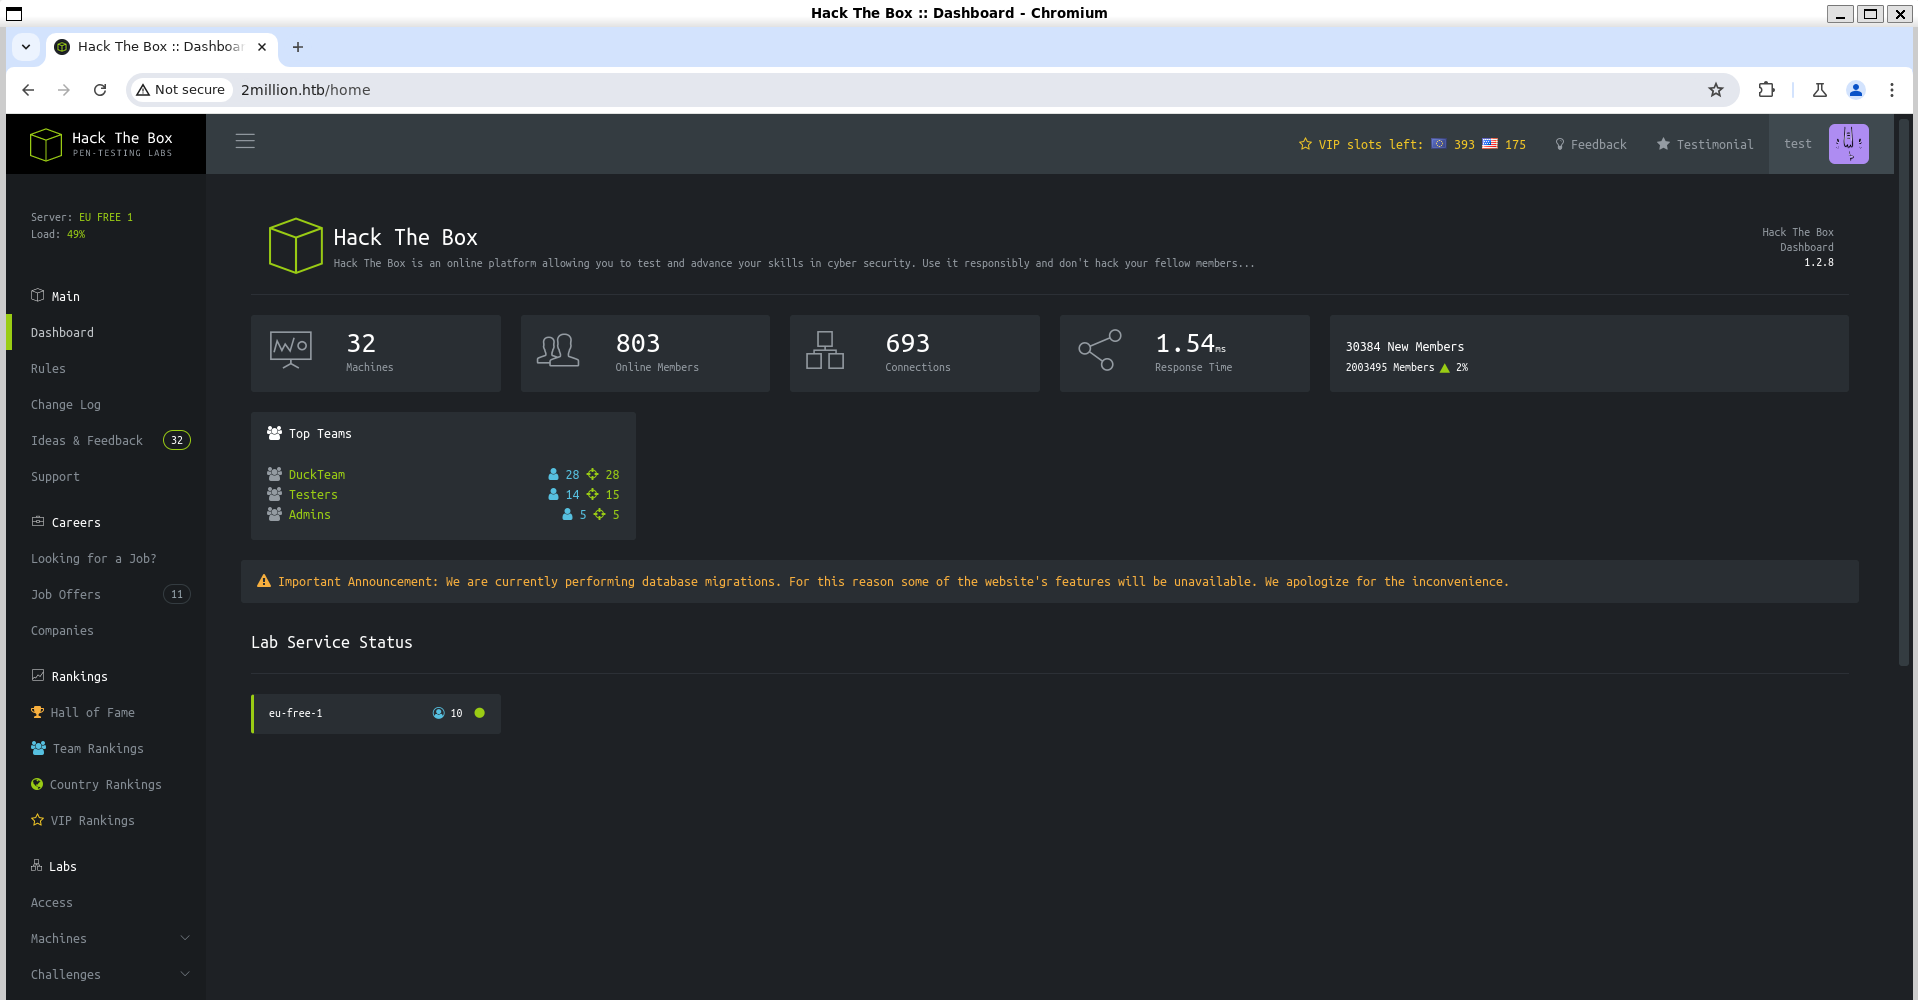 Hack The Box :: Dashboard - Chromium
Hack The Box :: Dashboar
Not secure
2million.htb/home
Hack The Box
PEN-TESTING LABS
VIP slots left: 393 175
Feedback
Testimonial
test
Server: EU FREE 1
Load: 49%
Main
Dashboard
Rules
Change Log
Ideas & Feedback 32
Support
Careers
Looking for a Job?
Job Offers 11
Companies
Rankings
Hall of Fame
Team Rankings
Country Rankings
VIP Rankings
Labs
Access
Machines
Challenges
Hack The Box
Hack The Box is an online platform allowing you to test and advance your skills in cyber security. Use it responsibly and don't hack your fellow members...
Hack The Box
Dashboard
1.2.8
32
Machines
803
Online Members
693
Connections
1.54ms
Response Time
30384 New Members
2003495 Members 2%
Top Teams
DuckTeam 28 28
Testers 14 15
Admins 5 5
Important Announcement: We are currently performing database migrations. For this reason some of the website's features will be unavailable. We apologize for the inconvenience.
Lab Service Status
eu-free-1 10